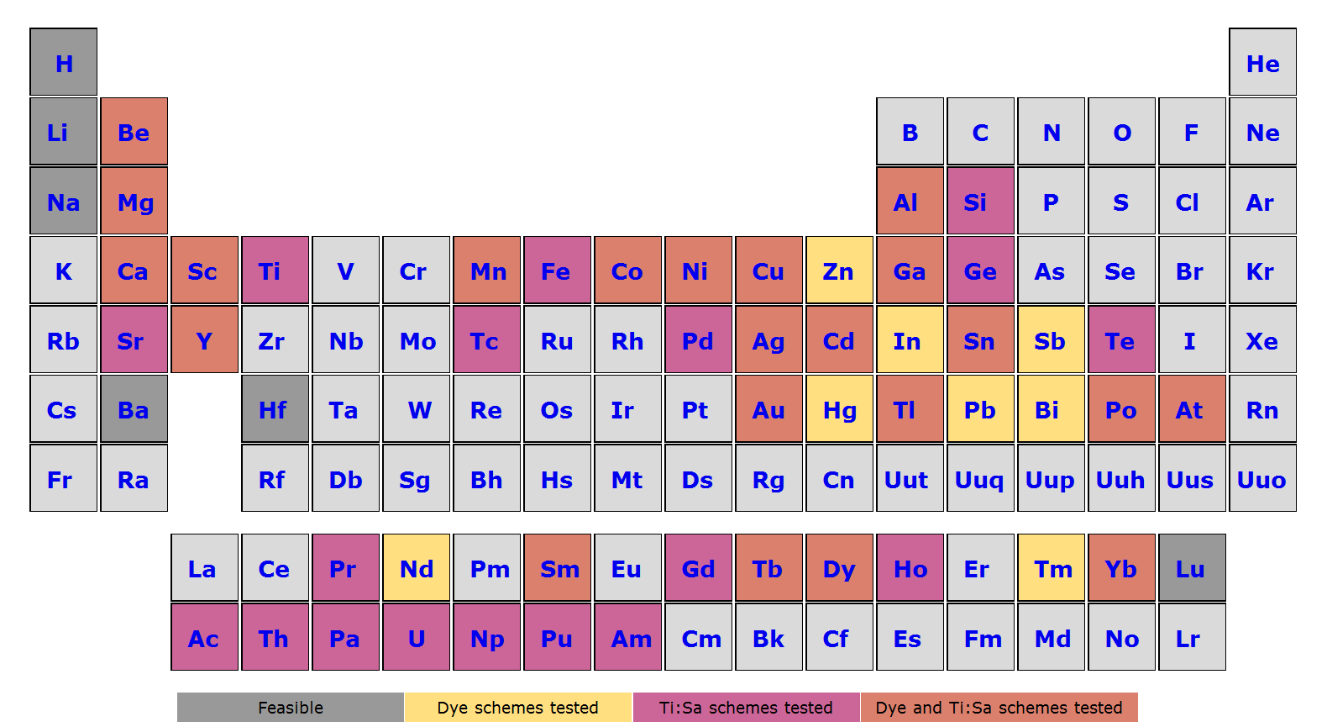 H He
Li Be B C N O F Ne
Na Mg Al Si P S Cl Ar
K Ca Sc Ti V Cr Mn Fe Co Ni Cu Zn Ga Ge As Se Br Kr
Rb Sr Y Zr Nb Mo Tc Ru Rh Pd Ag Cd In Sn Sb Te I Xe
Cs Ba Hf Ta W Re Os Ir Pt Au Hg Tl Pb Bi Po At Rn
Fr Ra Rf Db Sg Bh Hs Mt Ds Rg Cn Uut Uuq Uup Uuh Uus Uuo
La Ce Pr Nd Pm Sm Eu Gd Tb Dy Ho Er Tm Yb Lu
Ac Th Pa U Np Pu Am Cm Bk Cf Es Fm Md No Lr
Feasible Dye schemes tested Ti:Sa schemes tested Dye and Ti:Sa schemes tested